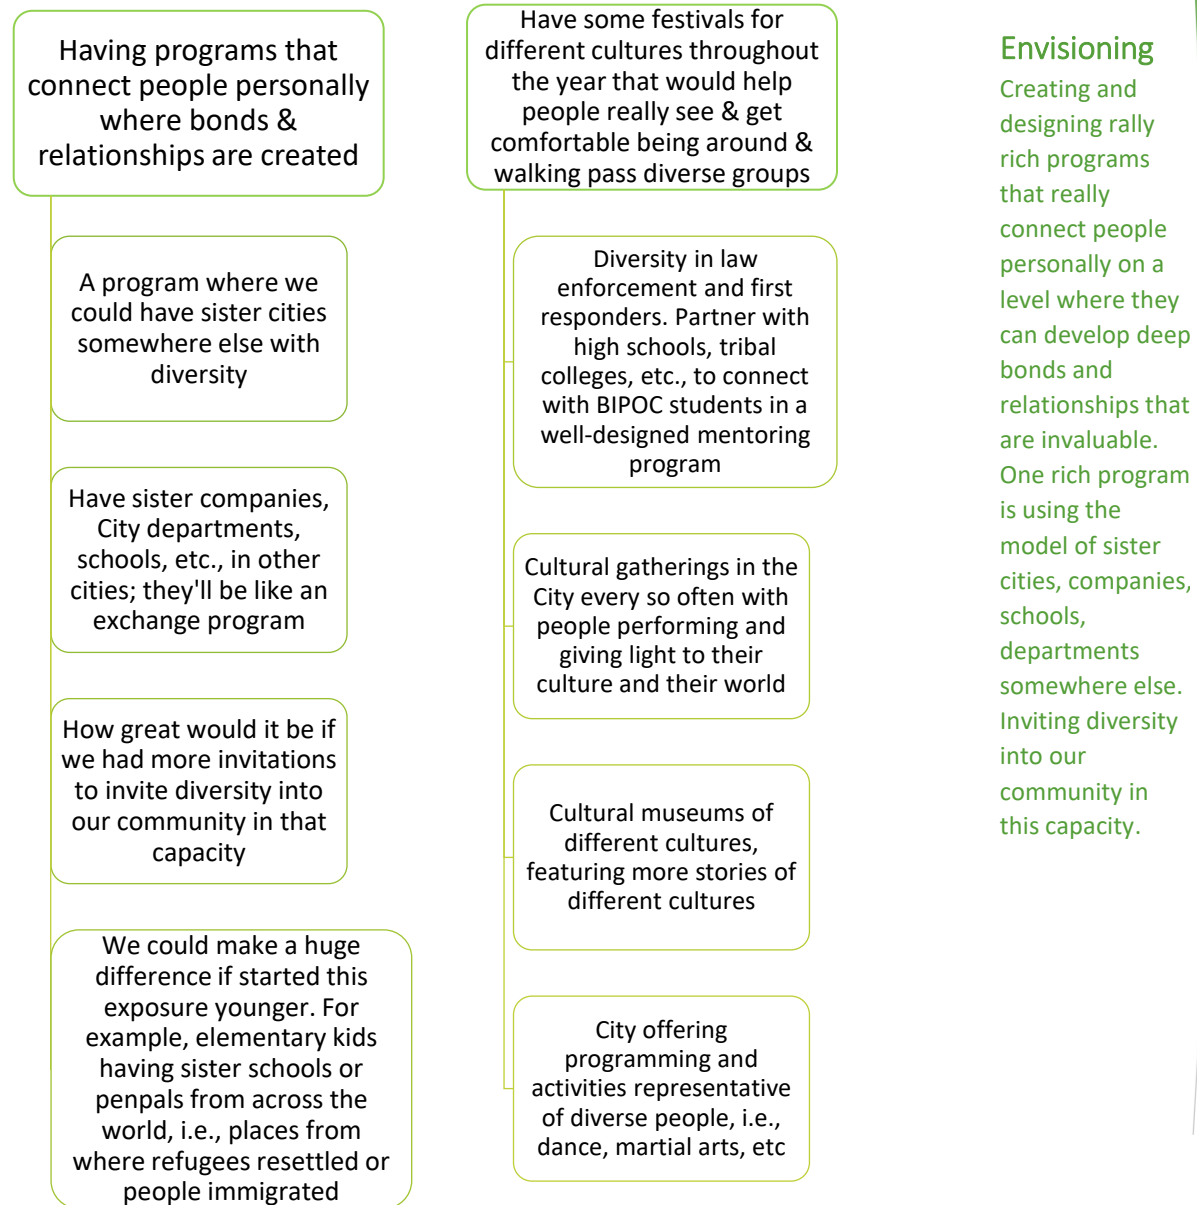 Having programs that
connect people personally
where bonds &
relationships are created
A program where we
could have sister cities
somewhere else with
diversity
Have sister companies,
City departments,
schools, etc., in other
cities; they'll be like an
exchange program
How great would it be if
we had more invitations
to invite diversity into
our community in that
capacity
We could make a huge
difference if started this
exposure younger. For
example, elementary kids
having sister schools or
penpals from across the
world, i.e., places from
where refugees resettled or
people immigrated
Have some festivals for
different cultures throughout
the year that would help
people really see & get
comfortable being around &
walking pass diverse groups
Diversity in law
enforcement and first
responders. Partner with
high schools, tribal
colleges, etc., to connect
with BIPOC students in a
well-designed mentoring
program
Cultural gatherings in the
City every so often with
people performing and
giving light to their
culture and their world
Cultural museums of
different cultures,
featuring more stories of
different cultures
City offering
programming and
activities representative
of diverse people, i.e.,
dance, martial arts, etc
Envisioning
Creating and
designing rally
rich programs
that really
connect people
personally on a
level where they
can develop deep
bonds and
relationships that
are invaluable.
One rich program
is using the
model of sister
cities, companies,
schools,
departments
somewhere else.
Inviting diversity
into our
community in
this capacity.